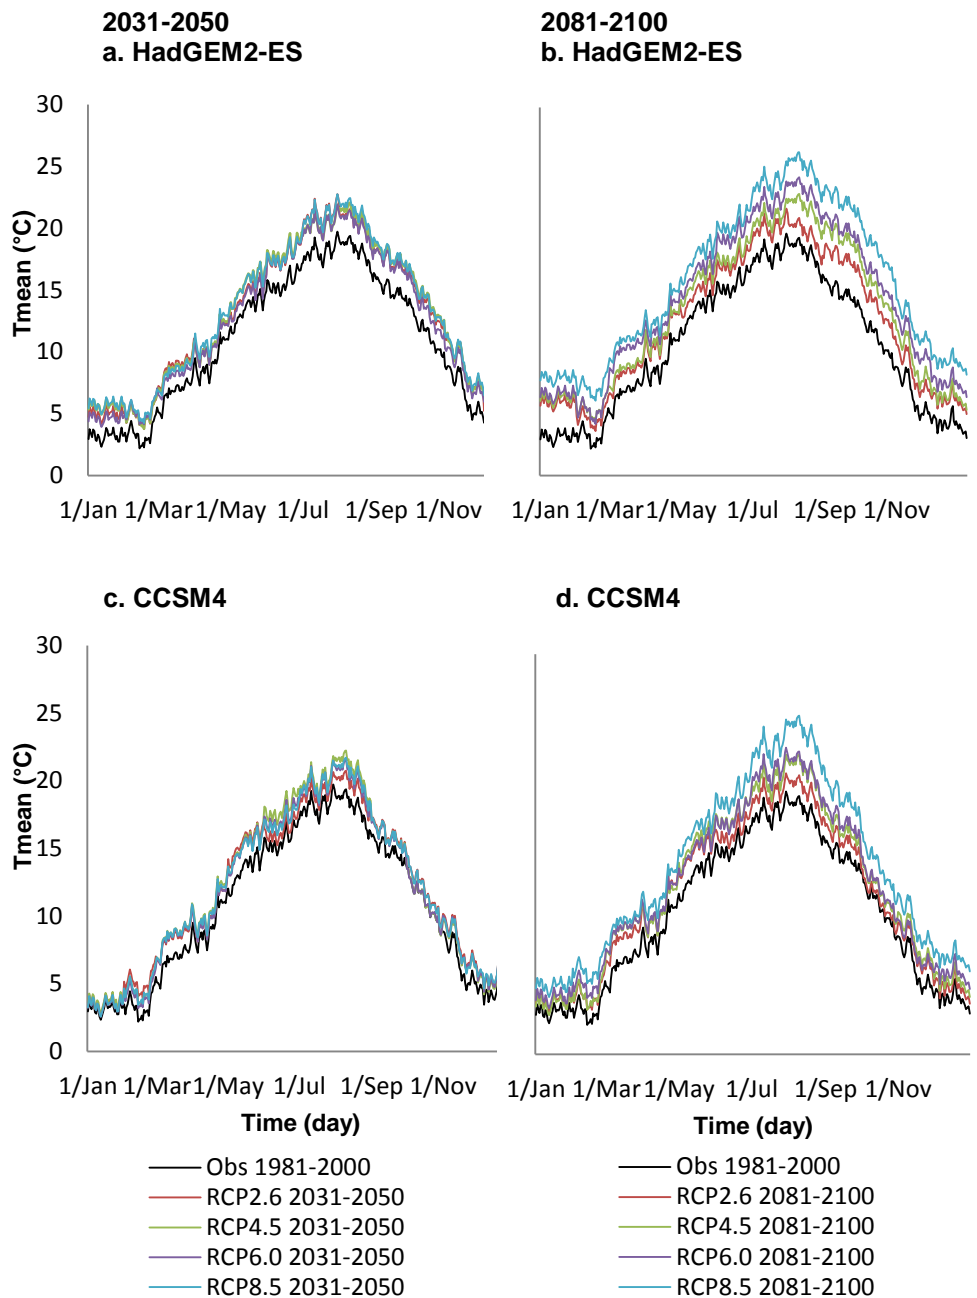 2031-2050
a. HadGEM2-ES
2081-2100
b. HadGEM2-ES
30
25
20
15
10
5
0
Tmean (°C)
1/Jan 1/Mar 1/May 1/Jul 1/Sep 1/Nov
1/Jan 1/Mar 1/May 1/Jul 1/Sep 1/Nov
c. CCSM4
d. CCSM4
30
25
20
15
10
5
0
Tmean (°C)
1/Jan 1/Mar 1/May 1/Jul 1/Sep 1/Nov
Time (day)
1/Jan 1/Mar 1/May 1/Jul 1/Sep 1/Nov
Time (day)
Obs 1981-2000
RCP2.6 2031-2050
RCP4.5 2031-2050
RCP6.0 2031-2050
RCP8.5 2031-2050
Obs 1981-2000
RCP2.6 2081-2100
RCP4.5 2081-2100
RCP6.0 2081-2100
RCP8.5 2081-2100